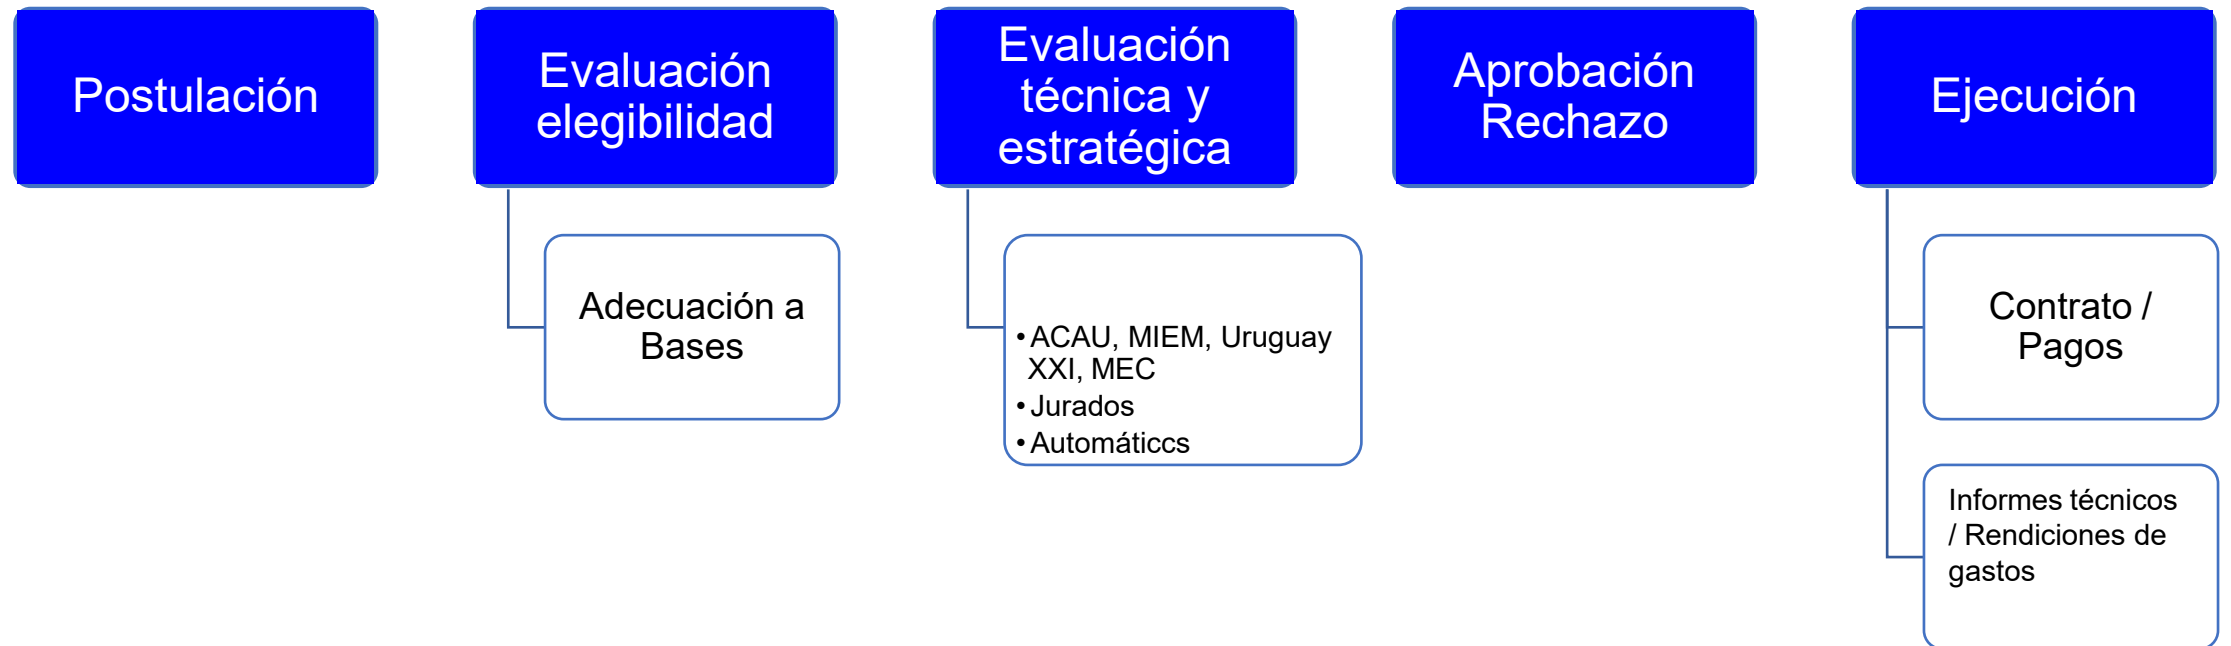 Postulación
Evaluación
elegibilidad
Adecuación a
Bases
Evaluación
técnica y
estratégica
• ACAU, MIEM, Uruguay
XXI, MEC
• Jurados
• Automáticcs
Aprobación
Rechazo
Ejecución
Contrato /
Pagos
Informes técnicos
/ Rendiciones de
gastos